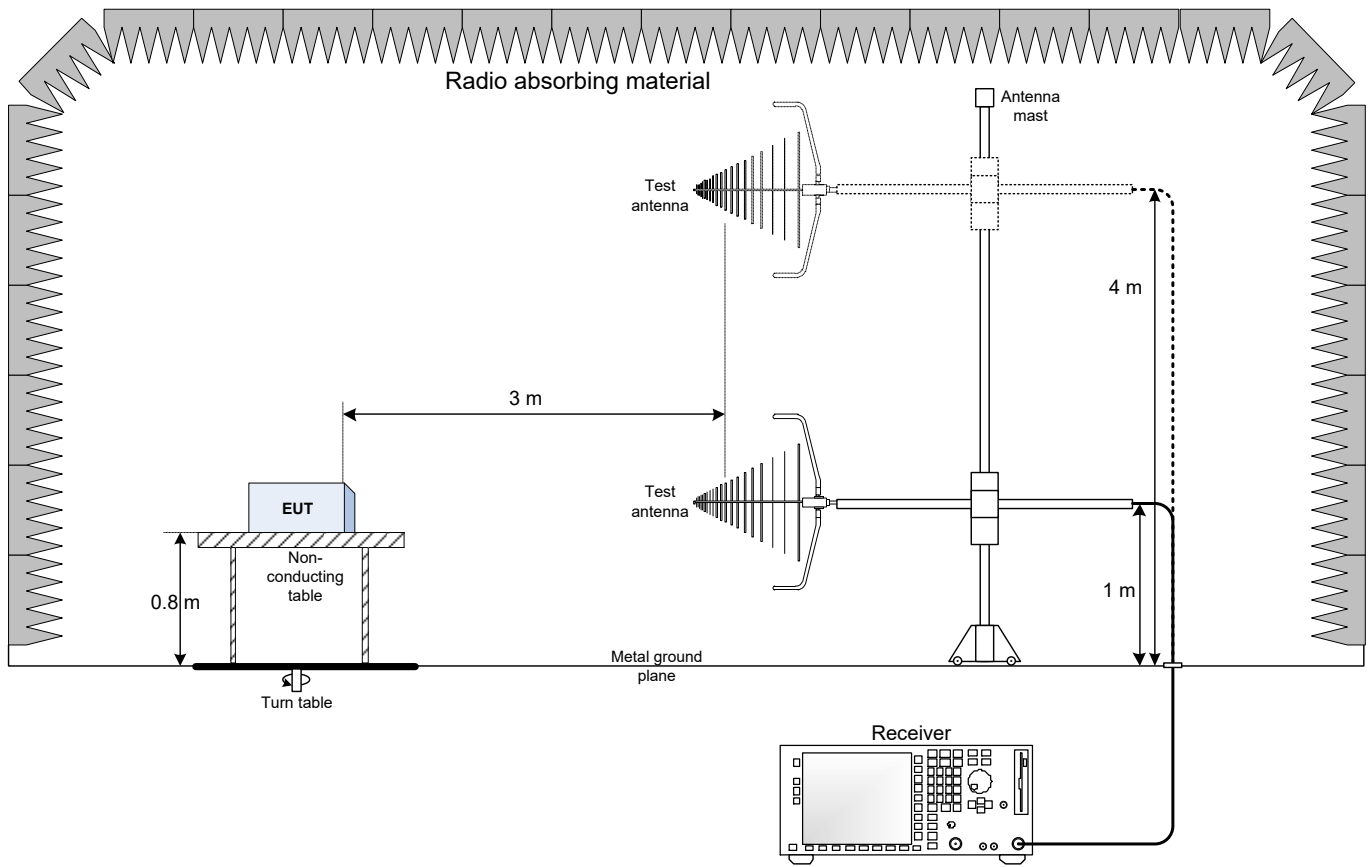 Radio absorbing material
Antenna
mast
Test
antenna
4 m
3 m
Test
antenna
EUT
Non-
conducting
table
0.8 m
1 m
Metal ground
plane
Turn table
Receiver